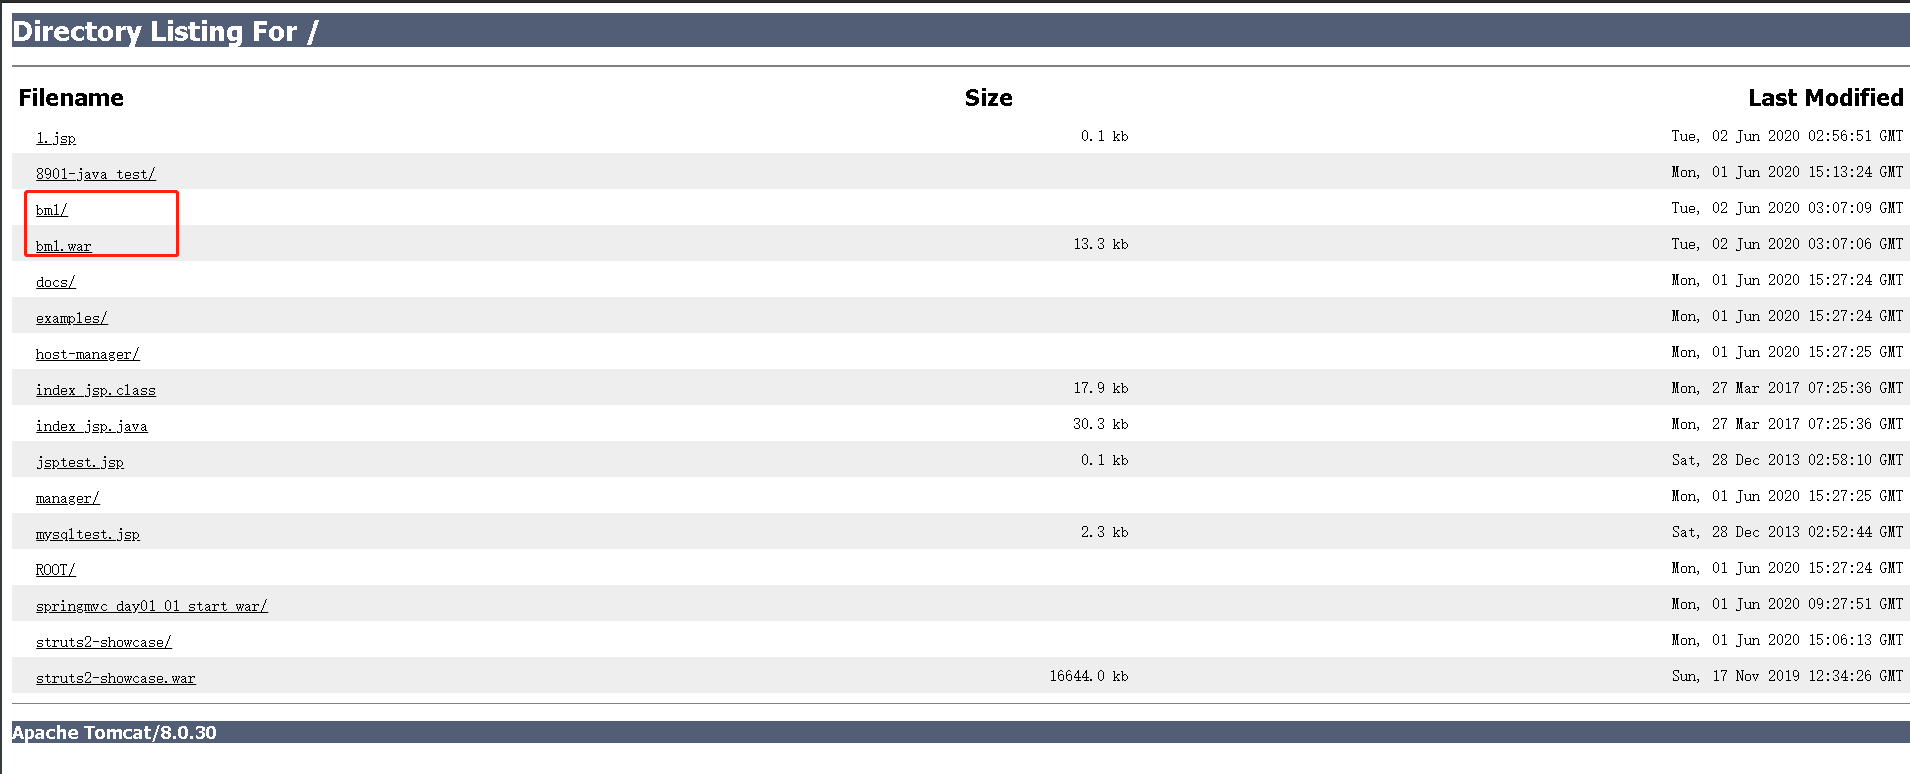 Directory Listing For /
Filename Size Last Modified
1.jsp 0.1 kb Tue, 02 Jun 2020 02:56:51 GMT
8901-java_test/ Mon, 01 Jun 2020 15:13:24 GMT
bm1/ Tue, 02 Jun 2020 03:07:09 GMT
bm1.war 13.3 kb Tue, 02 Jun 2020 03:07:06 GMT
docs/ Mon, 01 Jun 2020 15:27:24 GMT
examples/ Mon, 01 Jun 2020 15:27:24 GMT
host-manager/ Mon, 01 Jun 2020 15:27:25 GMT
index_jsp.class 17.9 kb Mon, 27 Mar 2017 07:25:36 GMT
index_jsp.java 30.3 kb Mon, 27 Mar 2017 07:25:36 GMT
jsptest.jsp 0.1 kb Sat, 28 Dec 2013 02:58:10 GMT
manager/ Mon, 01 Jun 2020 15:27:25 GMT
mysqltest.jsp 2.3 kb Sat, 28 Dec 2013 02:52:44 GMT
ROOT/ Mon, 01 Jun 2020 15:27:24 GMT
springmvc_day01_01_start_war/ Mon, 01 Jun 2020 09:27:51 GMT
struts2-showcase/ Mon, 01 Jun 2020 15:06:13 GMT
struts2-showcase.war 16644.0 kb Sun, 17 Nov 2019 12:34:26 GMT
Apache Tomcat/8.0.30